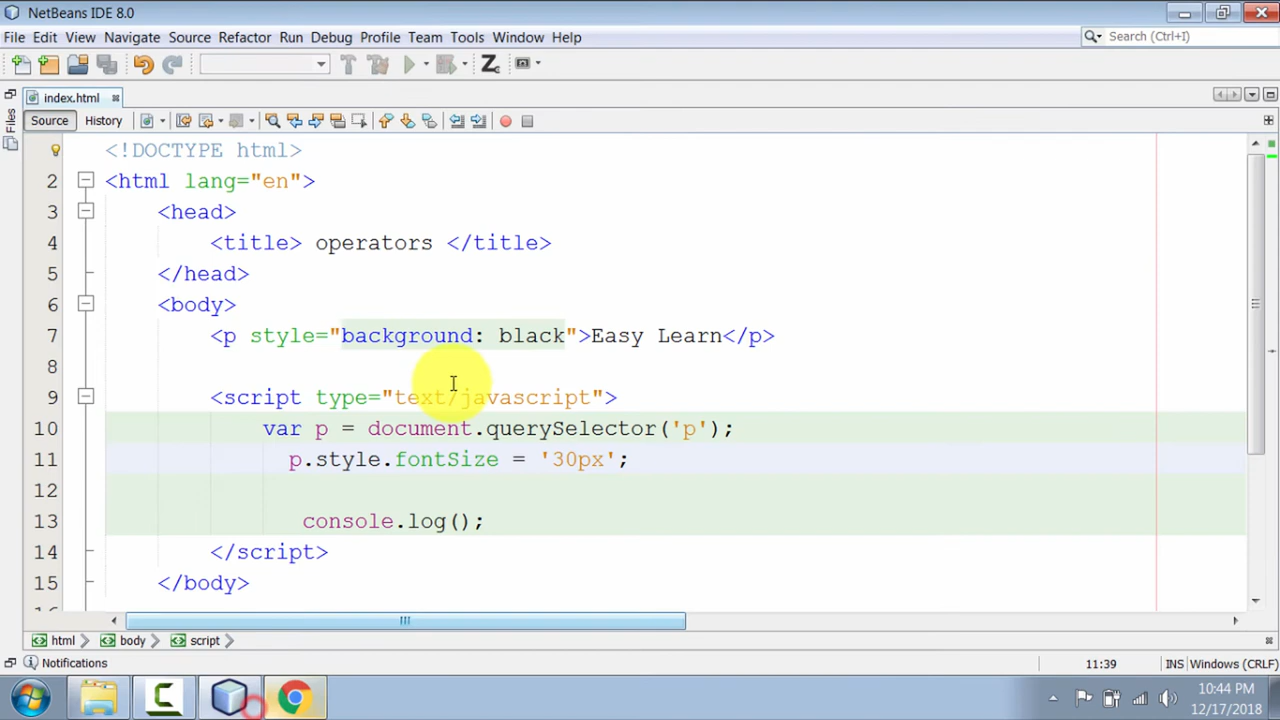 NetBeans IDE 8.0
File Edit View Navigate Source Refactor Run Debug Profile Team Tools Window Help
Search (Ctrl+I)
index.html
Files
Source History
<!DOCTYPE html>
2 <html lang="en">
3 <head>
4 <title> operators </title>
5 </head>
6 <body>
7 <p style="background: black">Easy Learn</p>
8
9 <script type="text/javascript">
10 var p = document.querySelector('p');
11 p.style.fontSize = '30px';
12
13 console.log();
14 </script>
15 </body>
html body script
Notifications
11:39 INS Windows (CRLF)
10:44 PM
12/17/2018